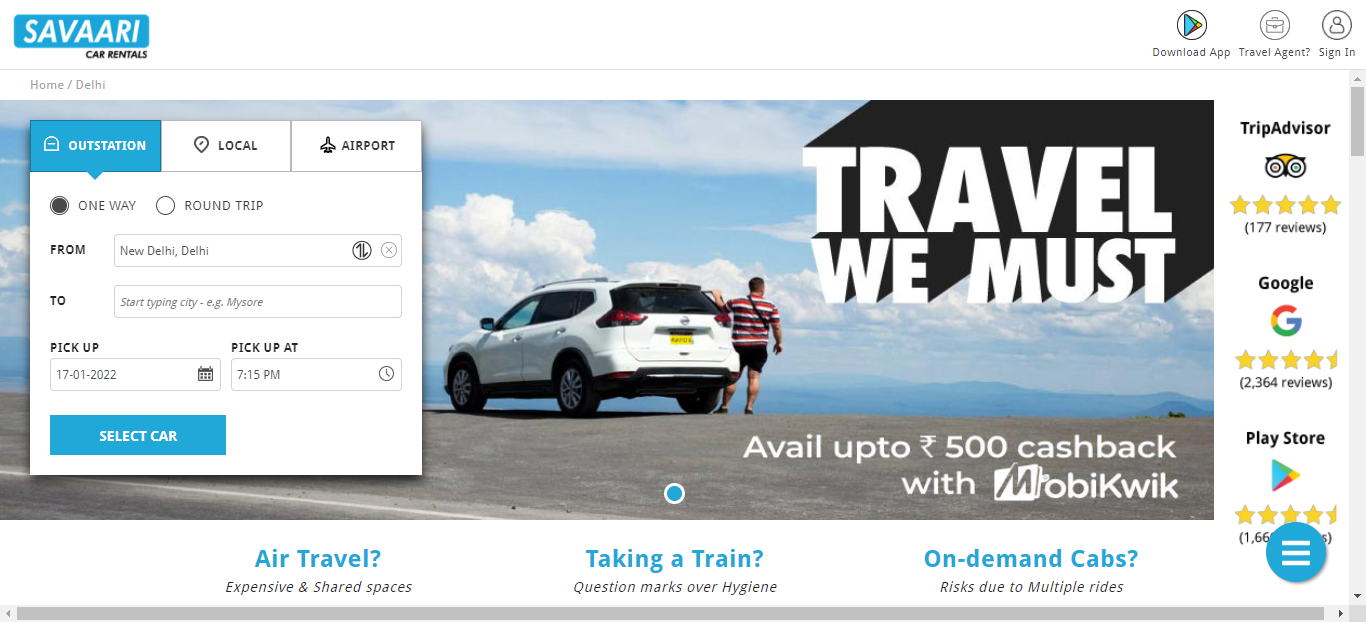 SAVAARI
CAR RENTALS
Download App
Travel Agent?
Sign In
Home / Delhi
OUTSTATION
LOCAL
AIRPORT
ONE WAY
ROUND TRIP
FROM
New Delhi, Delhi
TO
Start typing city - e.g. Mysore
PICK UP
PICK UP AT
17-01-2022
7:15 PM
SELECT CAR
TRAVEL
WE MUST
Avail upto ₹ 500 cashback
with MobiKwik
TripAdvisor
(177 reviews)
Google
(2,364 reviews)
Play Store
Air Travel?
Expensive & Shared spaces
Taking a Train?
Question marks over Hygiene
On-demand Cabs?
Risks due to Multiple rides